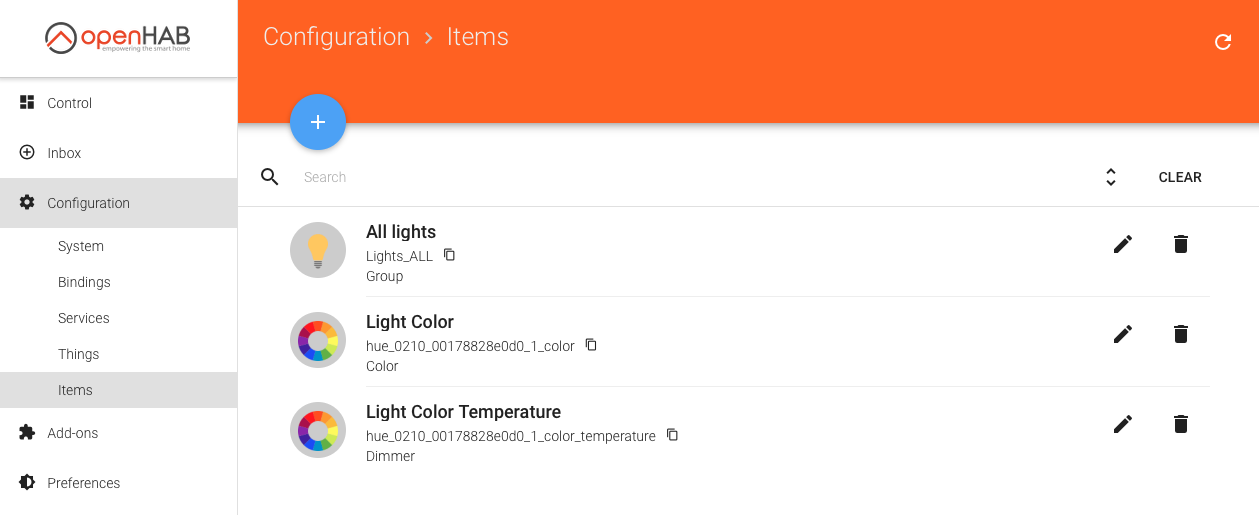 openHAB
empowering the smart home
Configuration > Items
Control
Inbox
Configuration
System
Bindings
Services
Things
Items
Add-ons
Preferences
Search
CLEAR
All lights
Lights_ALL
Group
Light Color
hue_0210_00178828e0d0_1_color
Color
Light Color Temperature
hue_0210_00178828e0d0_1_color_temperature
Dimmer